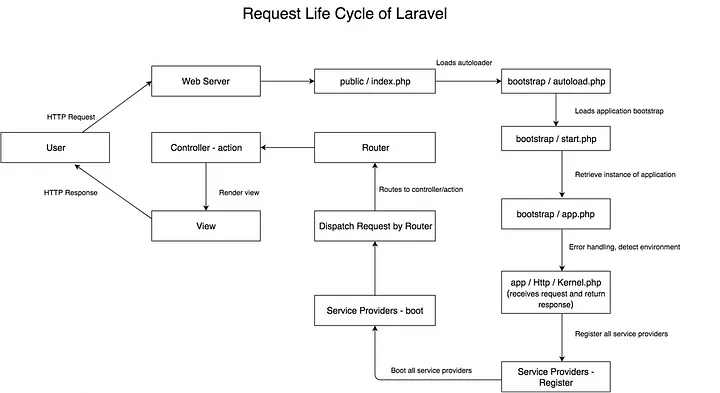 Request Life Cycle of Laravel
Loads autoloader
Web Server
public / index.php
bootstrap / autoload.php
HTTP Request
Loads application bootstrap
User
Controller - action
Router
bootstrap / start.php
Retrieve instance of application
HTTP Response
Render view
Routes to controller/action
View
Dispatch Request by Router
bootstrap / app.php
Error handling, detect environment
app / Http / Kernel.php
(receives request and return
response)
Service Providers - boot
Register all service providers
Boot all service providers
Service Providers -
Register